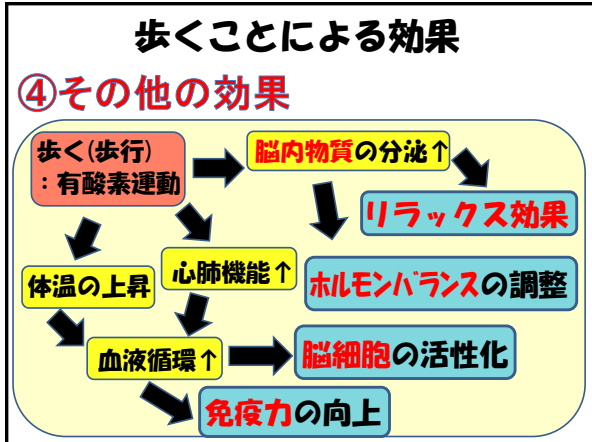 歩くことによる効果
④その他の効果
歩く(歩行)
：有酸素運動
脳内物質の分泌↑
リラックス効果
体温の上昇
心肺機能↑
ホルモンバランスの調整
血液循環↑
脳細胞の活性化
免疫力の向上